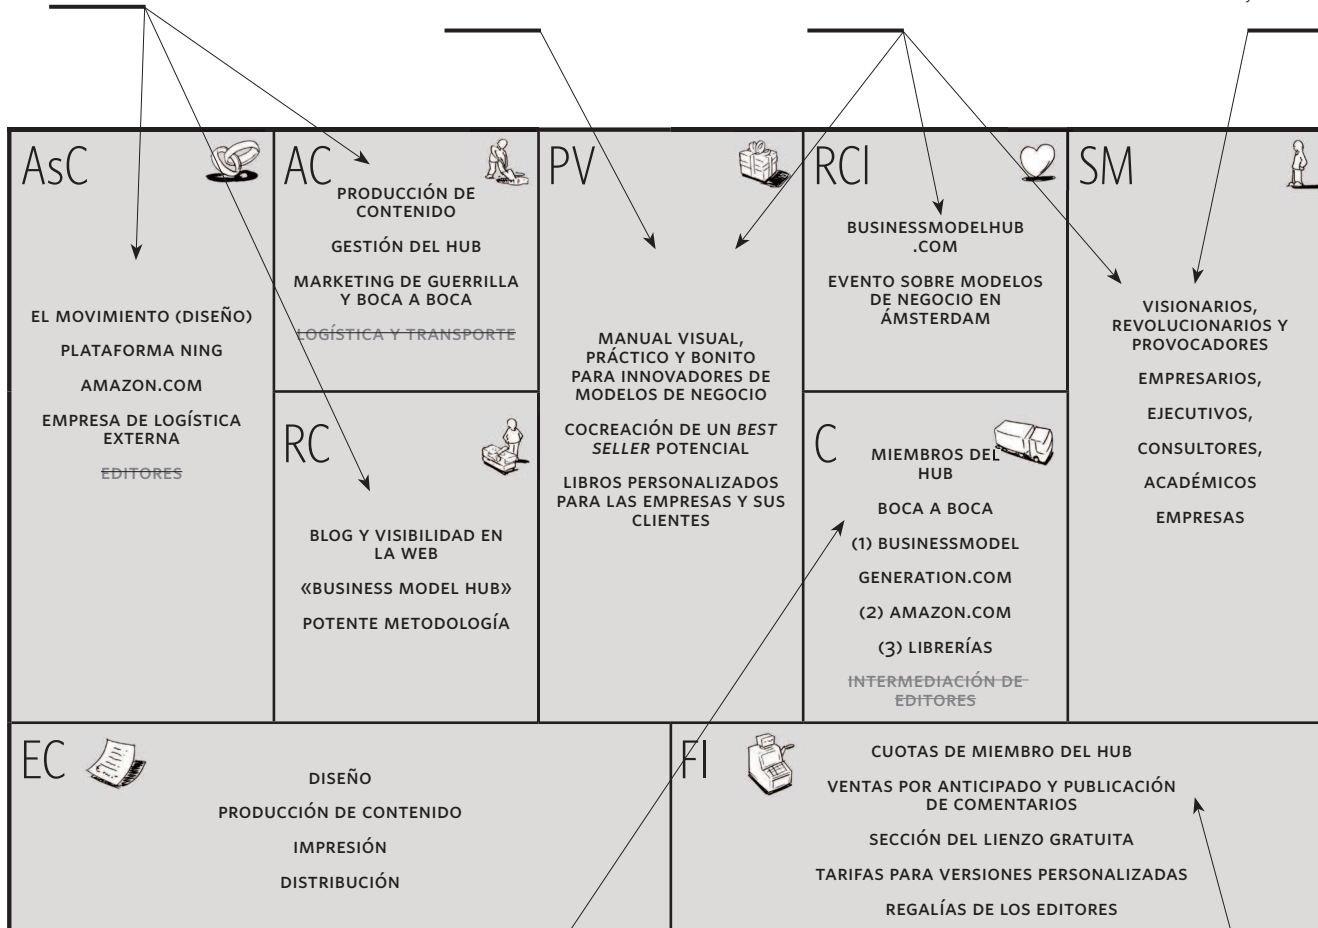 AsC
EL MOVIMIENTO (DISEÑO)
PLATAFORMA NING
AMAZON.COM
EMPRESA DE LOGÍSTICA
EXTERNA
EDITORES
AC
PRODUCCIÓN DE
CONTENIDO
GESTIÓN DEL HUB
MARKETING DE GUERRILLA
Y BOCA A BOCA
LOGÍSTICA Y TRANSPORTE
RC
BLOG Y VISIBILIDAD EN
LA WEB
«BUSINESS MODEL HUB»
POTENTE METODOLOGÍA
PV
MANUAL VISUAL,
PRÁCTICO Y BONITO
PARA INNOVADORES DE
MODELOS DE NEGOCIO
COCREACIÓN DE UN BEST
SELLER POTENCIAL
LIBROS PERSONALIZADOS
PARA LAS EMPRESAS Y SUS
CLIENTES
RCl
BUSINESSMODELHUB
.COM
EVENTO SOBRE MODELOS
DE NEGOCIO EN
ÁMSTERDAM
C
MIEMBROS DEL
HUB
BOCA A BOCA
(1) BUSINESSMODEL
GENERATION.COM
(2) AMAZON.COM
(3) LIBRERÍAS
INTERMEDIACIÓN DE
EDITORES
SM
VISIONARIOS,
REVOLUCIONARIOS Y
PROVOCADORES
EMPRESARIOS,
EJECUTIVOS,
CONSULTORES,
ACADÉMICOS
EMPRESAS
EC
DISEÑO
PRODUCCIÓN DE CONTENIDO
IMPRESIÓN
DISTRIBUCIÓN
FI
CUOTAS DE MIEMBRO DEL HUB
VENTAS POR ANTICIPADO Y PUBLICACIÓN
DE COMENTARIOS
SECCIÓN DEL LIENZO GRATUITA
TARIFAS PARA VERSIONES PERSONALIZADAS
REGALÍAS DE LOS EDITORES